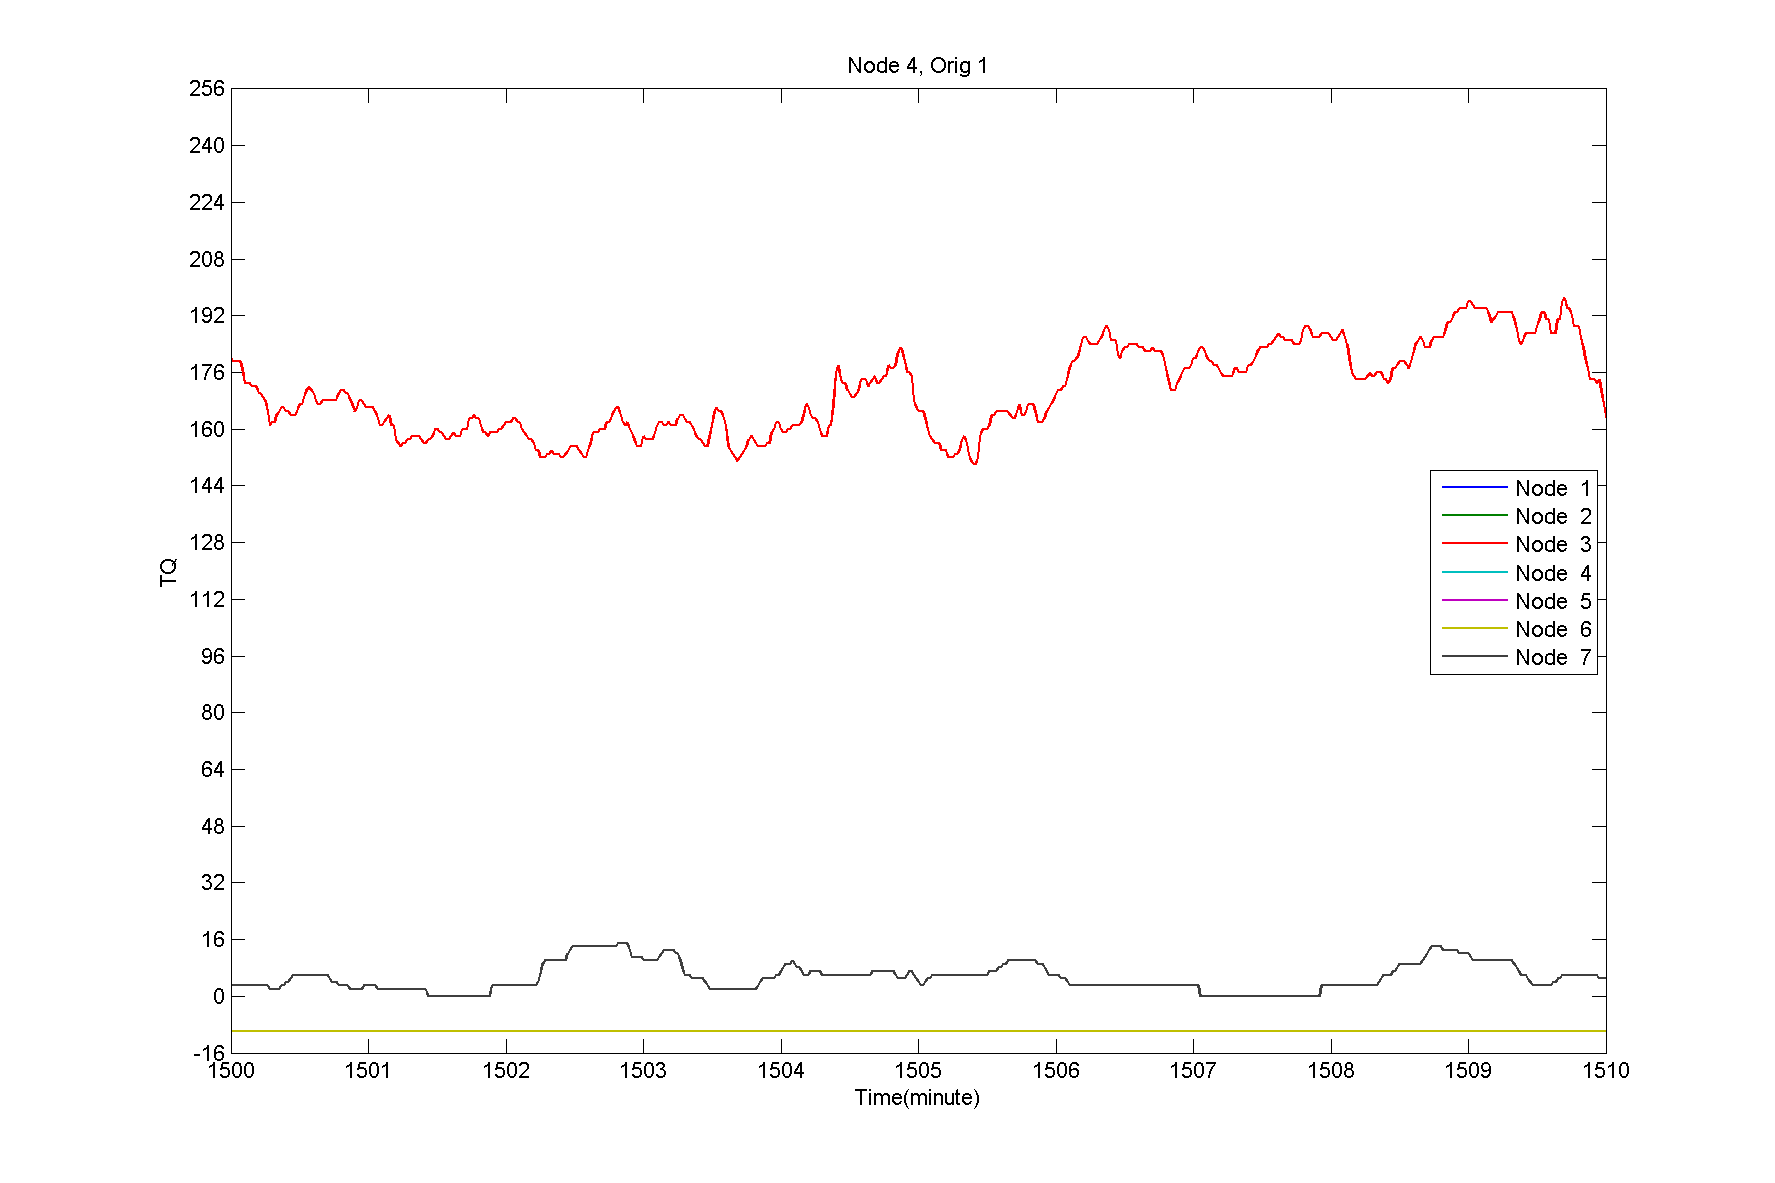 Node 4, Orig 1
256
240
224
208
192
176
160
144
128
112
96
80
64
48
32
16
0
-16
TQ
Node 1
Node 2
Node 3
Node 4
Node 5
Node 6
Node 7
1500 1501 1502 1503 1504 1505 1506 1507 1508 1509 1510
Time(minute)